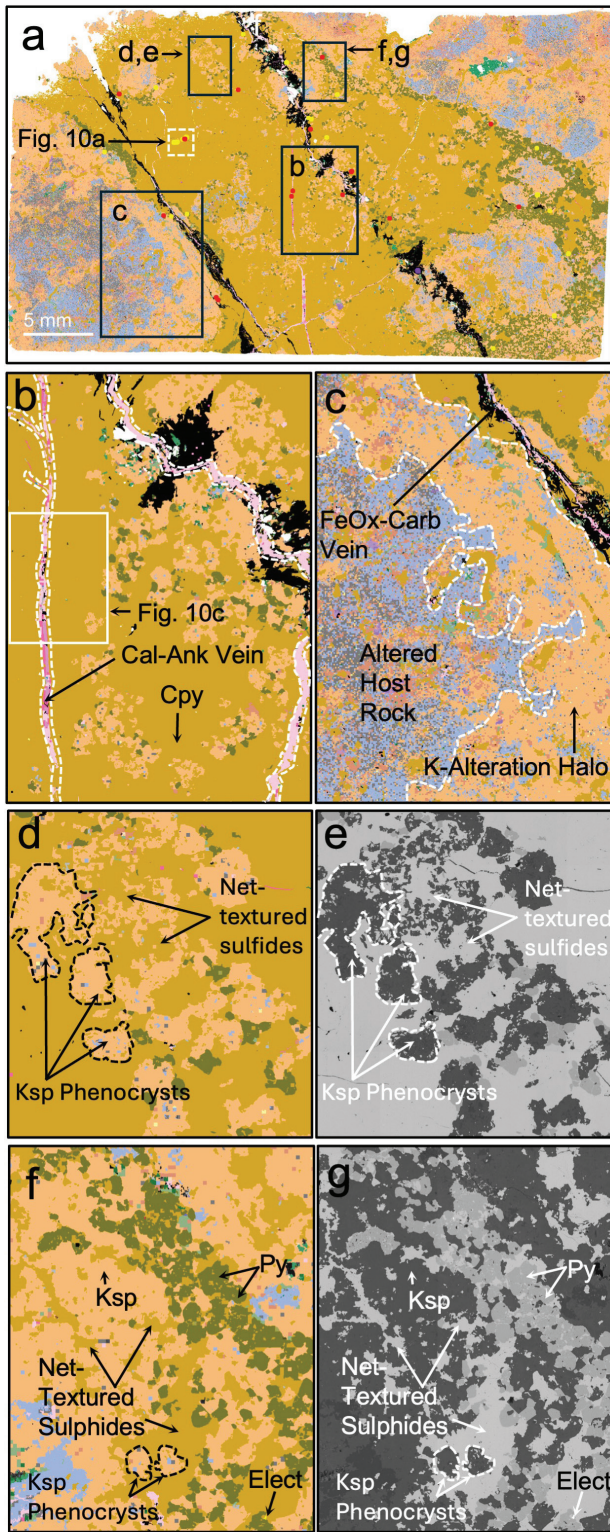 a
d,e
f,g
Fig. 10a
b
c
5 mm
b
Fig. 10c
Cal-Ank Vein
Cpy
c
FeOx-Carb
Vein
Altered
Host
Rock
K-Alteration Halo
d
Net-
textured
sulfides
Ksp Phenocrysts
e
Net-
textured
sulfides
Ksp Phenocrysts
f
Py
Ksp
Net-
Textured
Sulphides
Ksp
Phenocrysts
Elect
g
Py
Ksp
Net-
Textured
Sulphides
Ksp
Phenocrysts
Elect